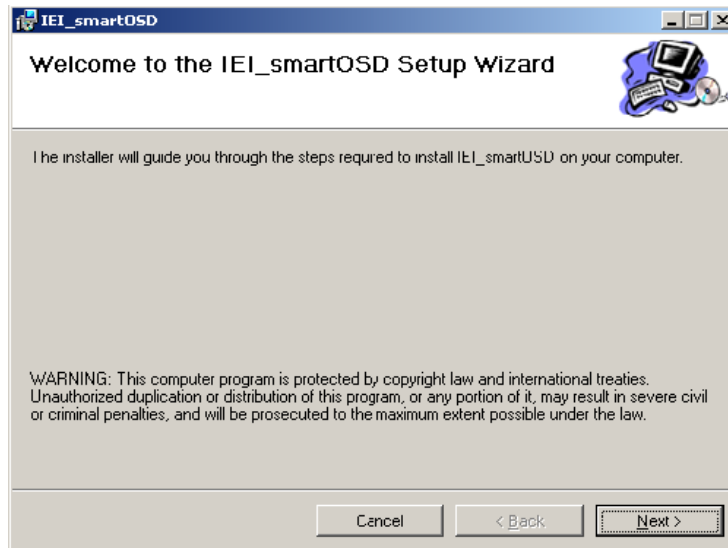 IEI_smartOSD
Welcome to the IEI_smartOSD Setup Wizard
The installer will guide you through the steps required to install IEI_smartOSD on your computer.
WARNING: This computer program is protected by copyright law and international treaties.
Unauthorized duplication or distribution of this program, or any portion of it, may result in severe civil
or criminal penalties, and will be prosecuted to the maximum extent possible under the law.
Cancel
< Back
Next >